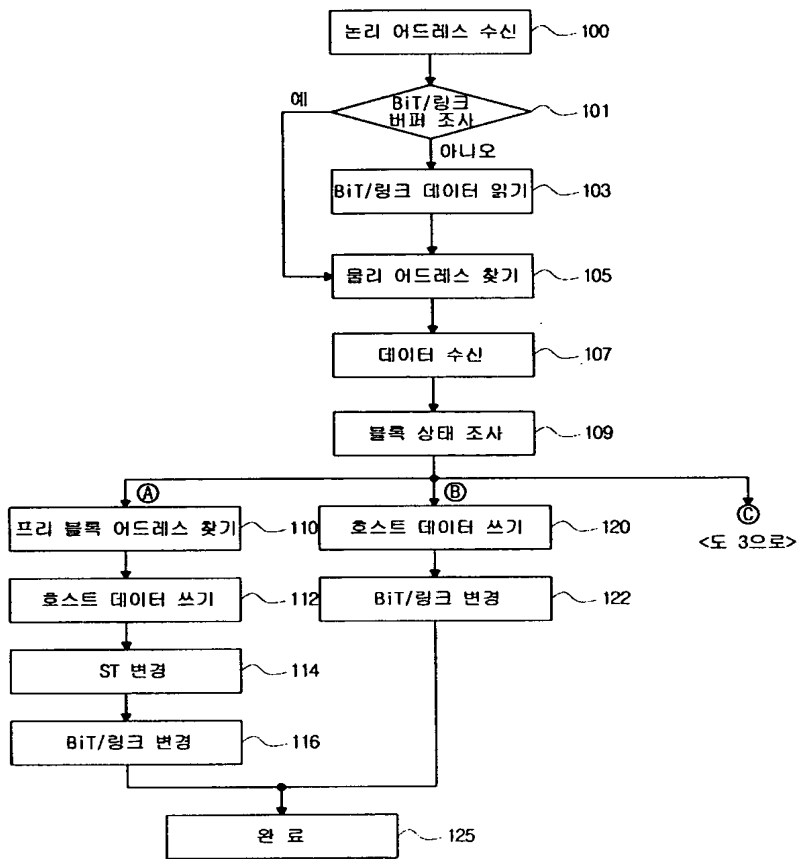 논리 어드레스 수신
100
예
BiT/링크
버퍼 조사
101
아니오
BiT/링크 데이터 읽기
103
물리 어드레스 찾기
105
데이터 수신
107
블록 상태 조사
109
Ⓐ
Ⓑ
Ⓒ
<도 3으로>
프리 블록 어드레스 찾기
110
호스트 데이터 쓰기
120
호스트 데이터 쓰기
112
BiT/링크 변경
122
ST 변경
114
BiT/링크 변경
116
완 료
125